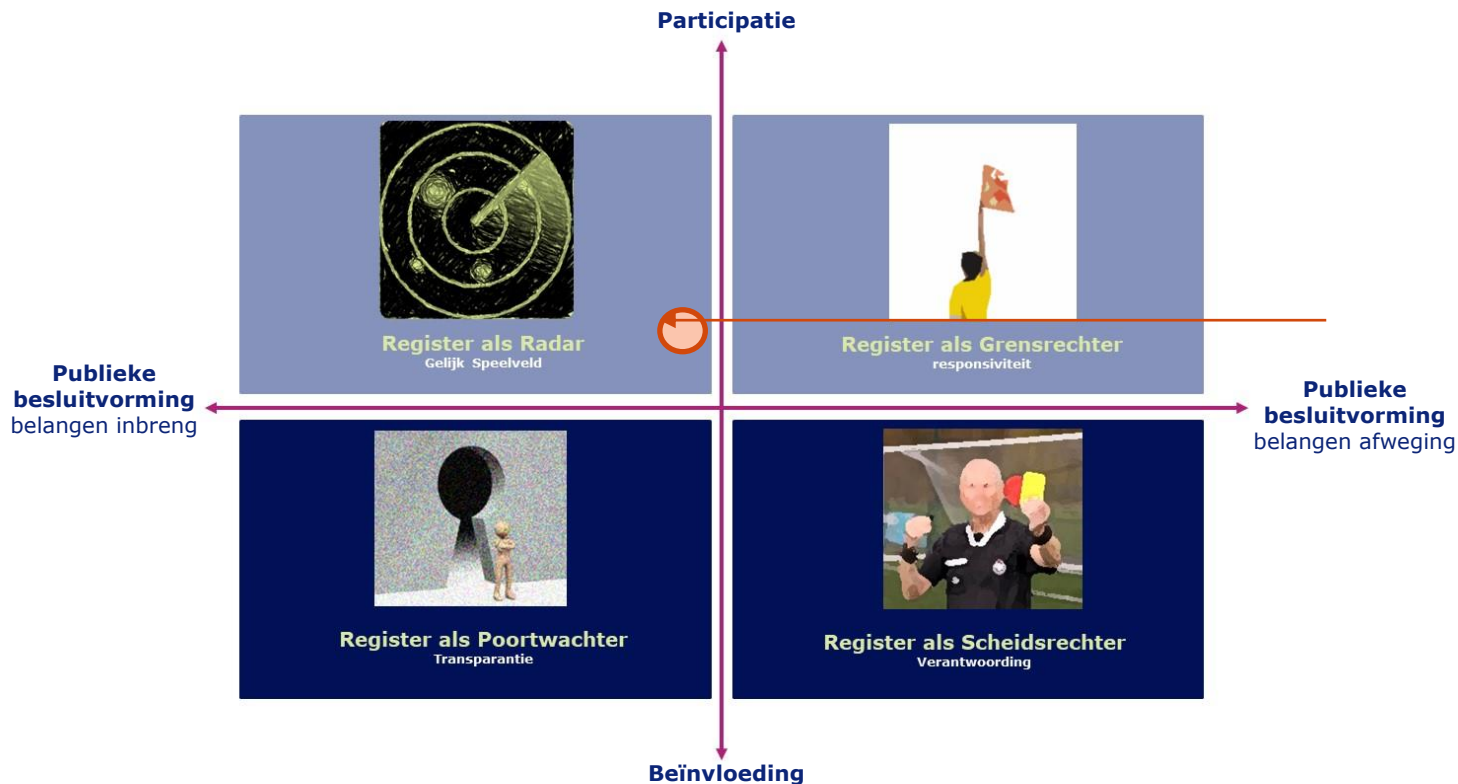 Participatie
Register als Radar
Gelijk Speelveld
Register als Grensrechter
responsiviteit
Publieke
besluitvorming
belangen inbreng
Publieke
besluitvorming
belangen afweging
Register als Poortwachter
Transparantie
Register als Scheidsrechter
Verantwoording
Beïnvloeding